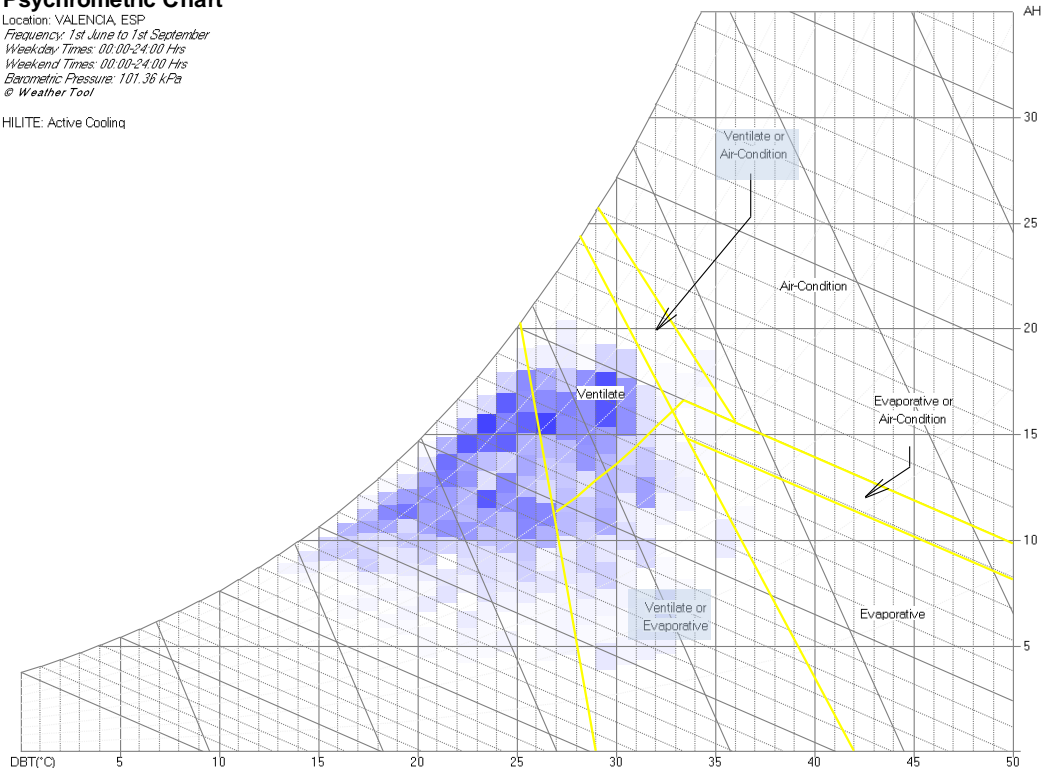 Psychrometric Chart
Location: VALENCIA, ESP
Frequency: 1st June to 1st September
Weekday Times: 00:00-24:00 Hrs
Weekend Times: 00:00-24:00 Hrs
Barometric Pressure: 101.36 kPa
© Weather Tool
HILITE: Active Cooling
AH
30
Ventilate or
Air-Condition
25
Air-Condition
20
Ventilate
Evaporative or
Air-Condition
15
10
Ventilate or
Evaporative
Evaporative
5
DBT(°C)
5
10
15
20
25
30
35
40
45
50